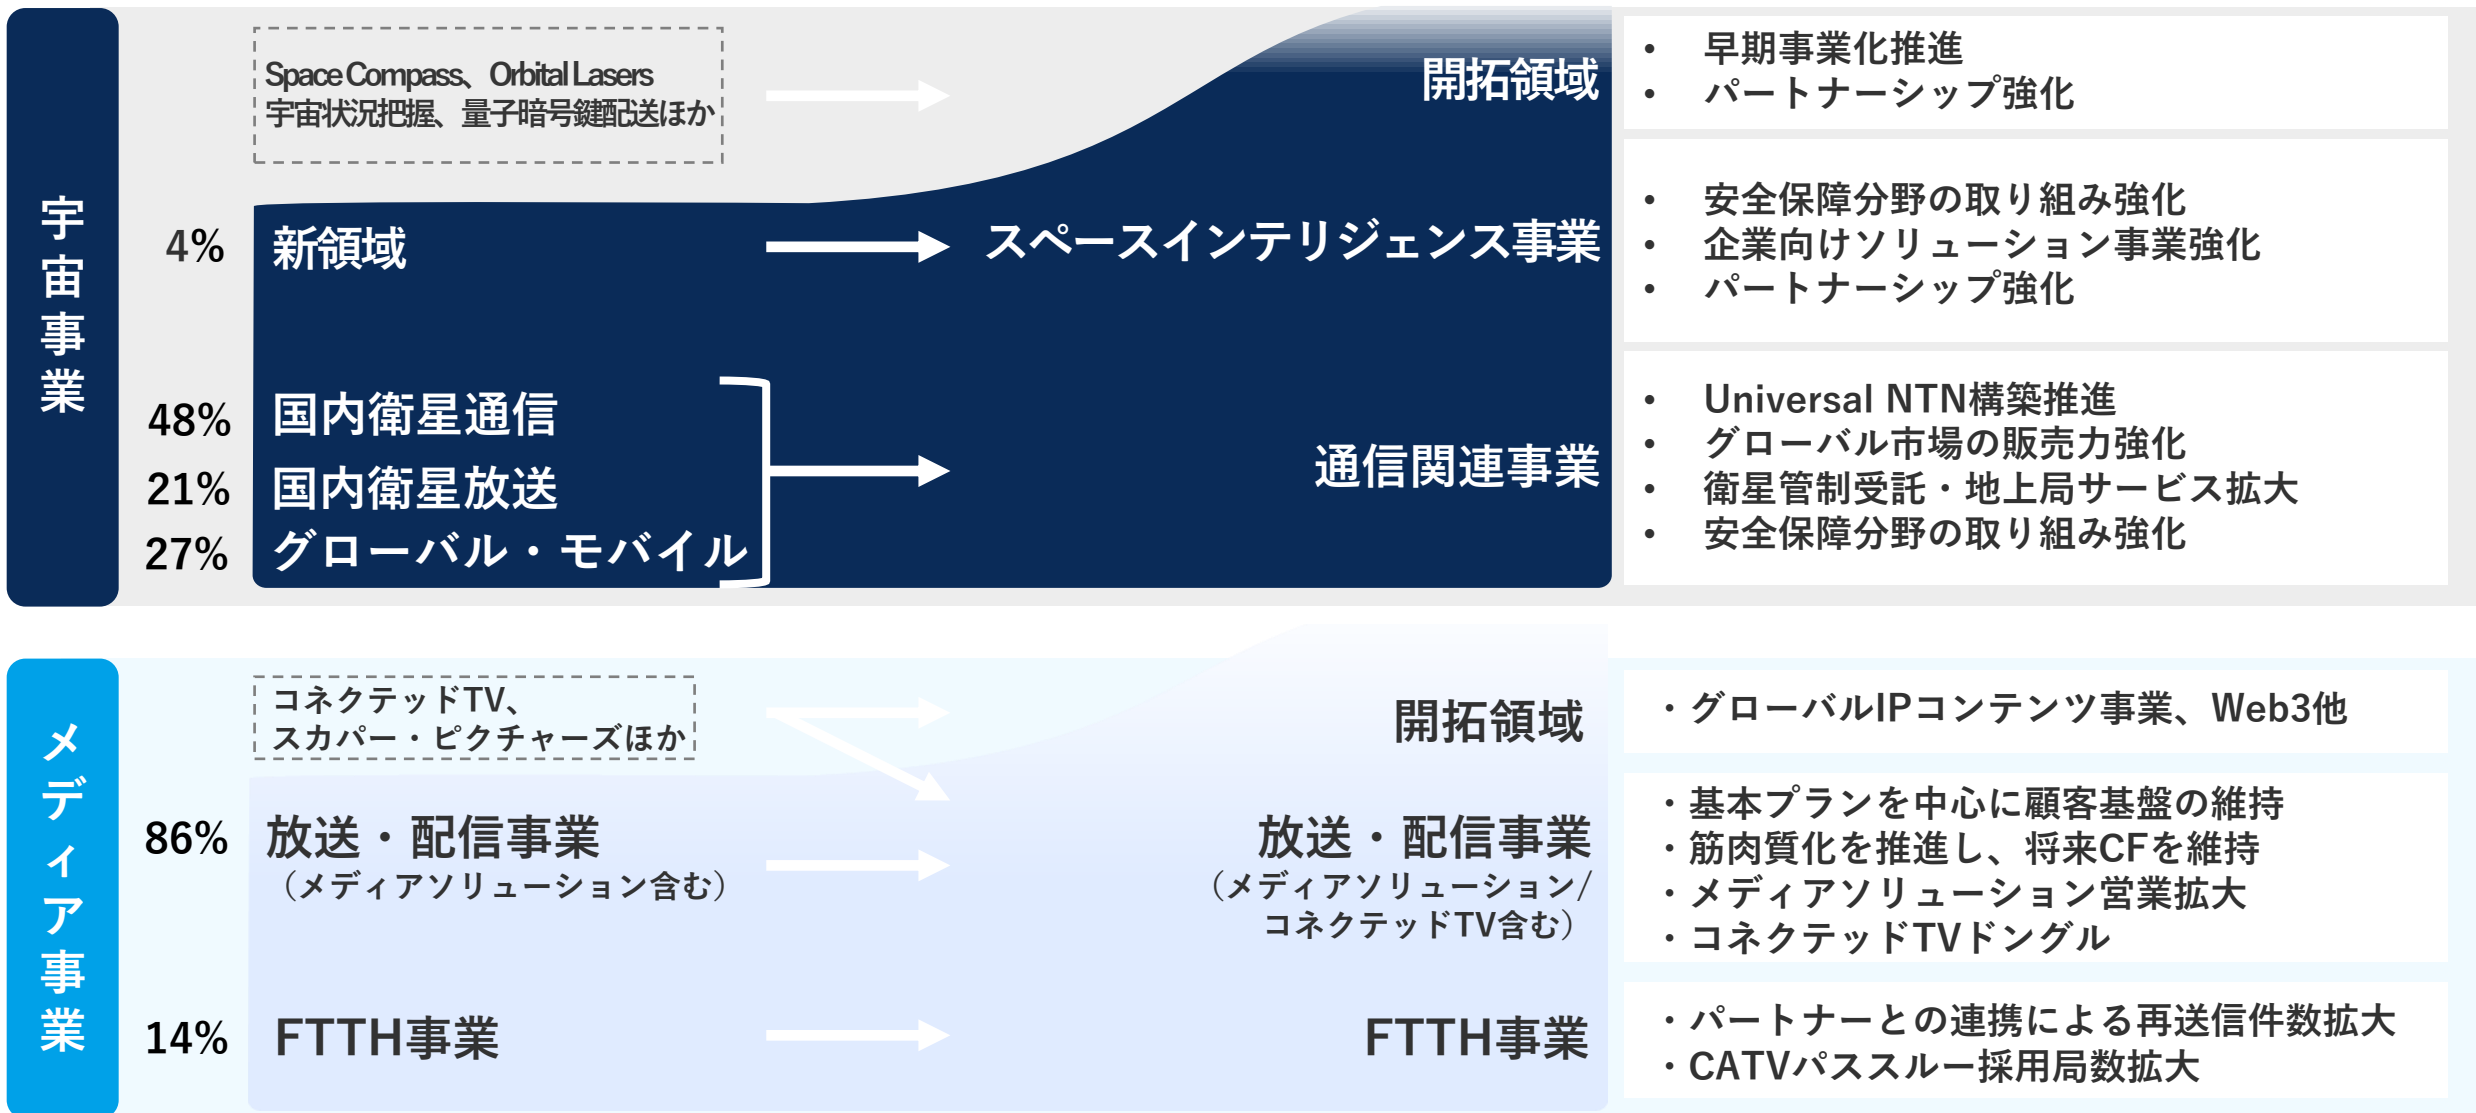 宇宙事業
Space Compass、Orbital Lasers
宇宙状況把握、量子暗号鍵配送ほか
開拓領域
• 早期事業化推進
• パートナーシップ強化
4%
新領域
スペースインテリジェンス事業
• 安全保障分野の取り組み強化
• 企業向けソリューション事業強化
• パートナーシップ強化
48%
国内衛星通信
21%
国内衛星放送
27%
グローバル・モバイル
通信関連事業
• Universal NTN構築推進
• グローバル市場の販売力強化
• 衛星管制受託・地上局サービス拡大
• 安全保障分野の取り組み強化
メディア事業
コネクテッドTV、
スカパー・ピクチャーズほか
開拓領域
・グローバルIPコンテンツ事業、Web3他
86%
放送・配信事業
（メディアソリューション含む）
放送・配信事業
（メディアソリューション/
コネクテッドTV含む）
・基本プランを中心に顧客基盤の維持
・筋肉質化を推進し、将来CFを維持
・メディアソリューション営業拡大
・コネクテッドTVドングル
14%
FTTH事業
FTTH事業
・パートナーとの連携による再送信件数拡大
・CATVパススルー採用局数拡大